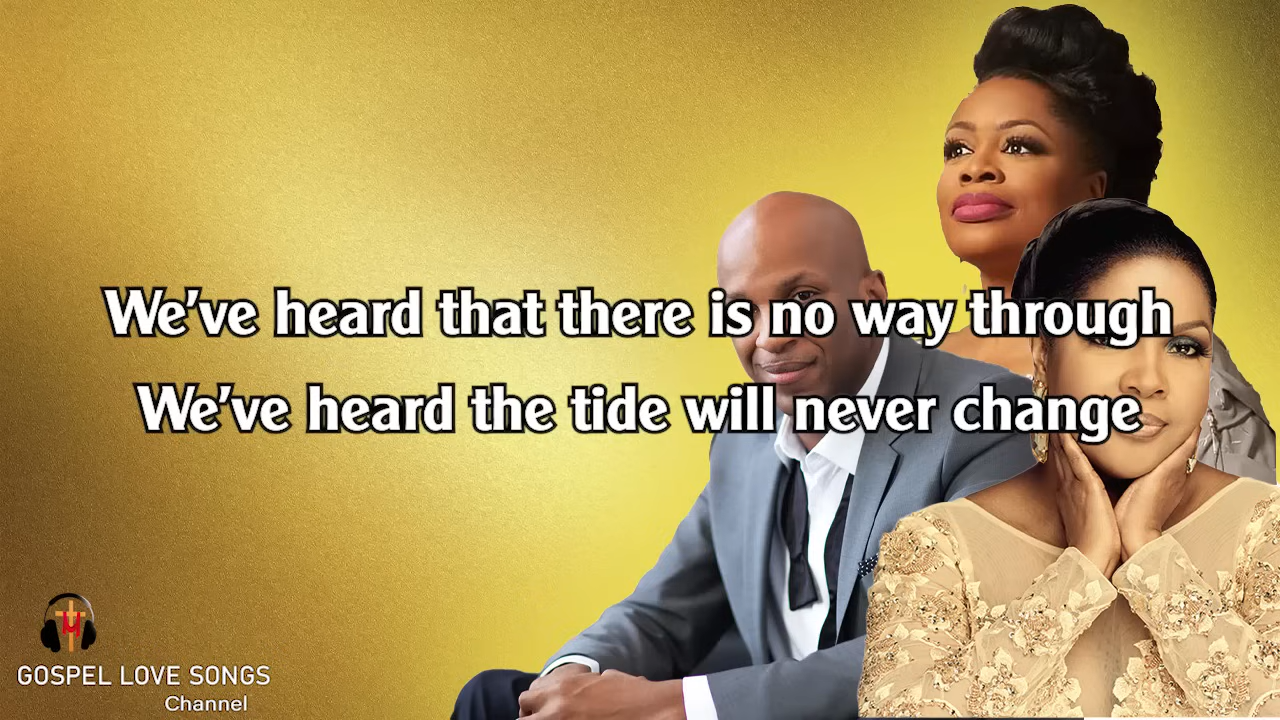 We've heard that there is no way through
We've heard the tide will never change
GOSPEL LOVE SONGS
Channel